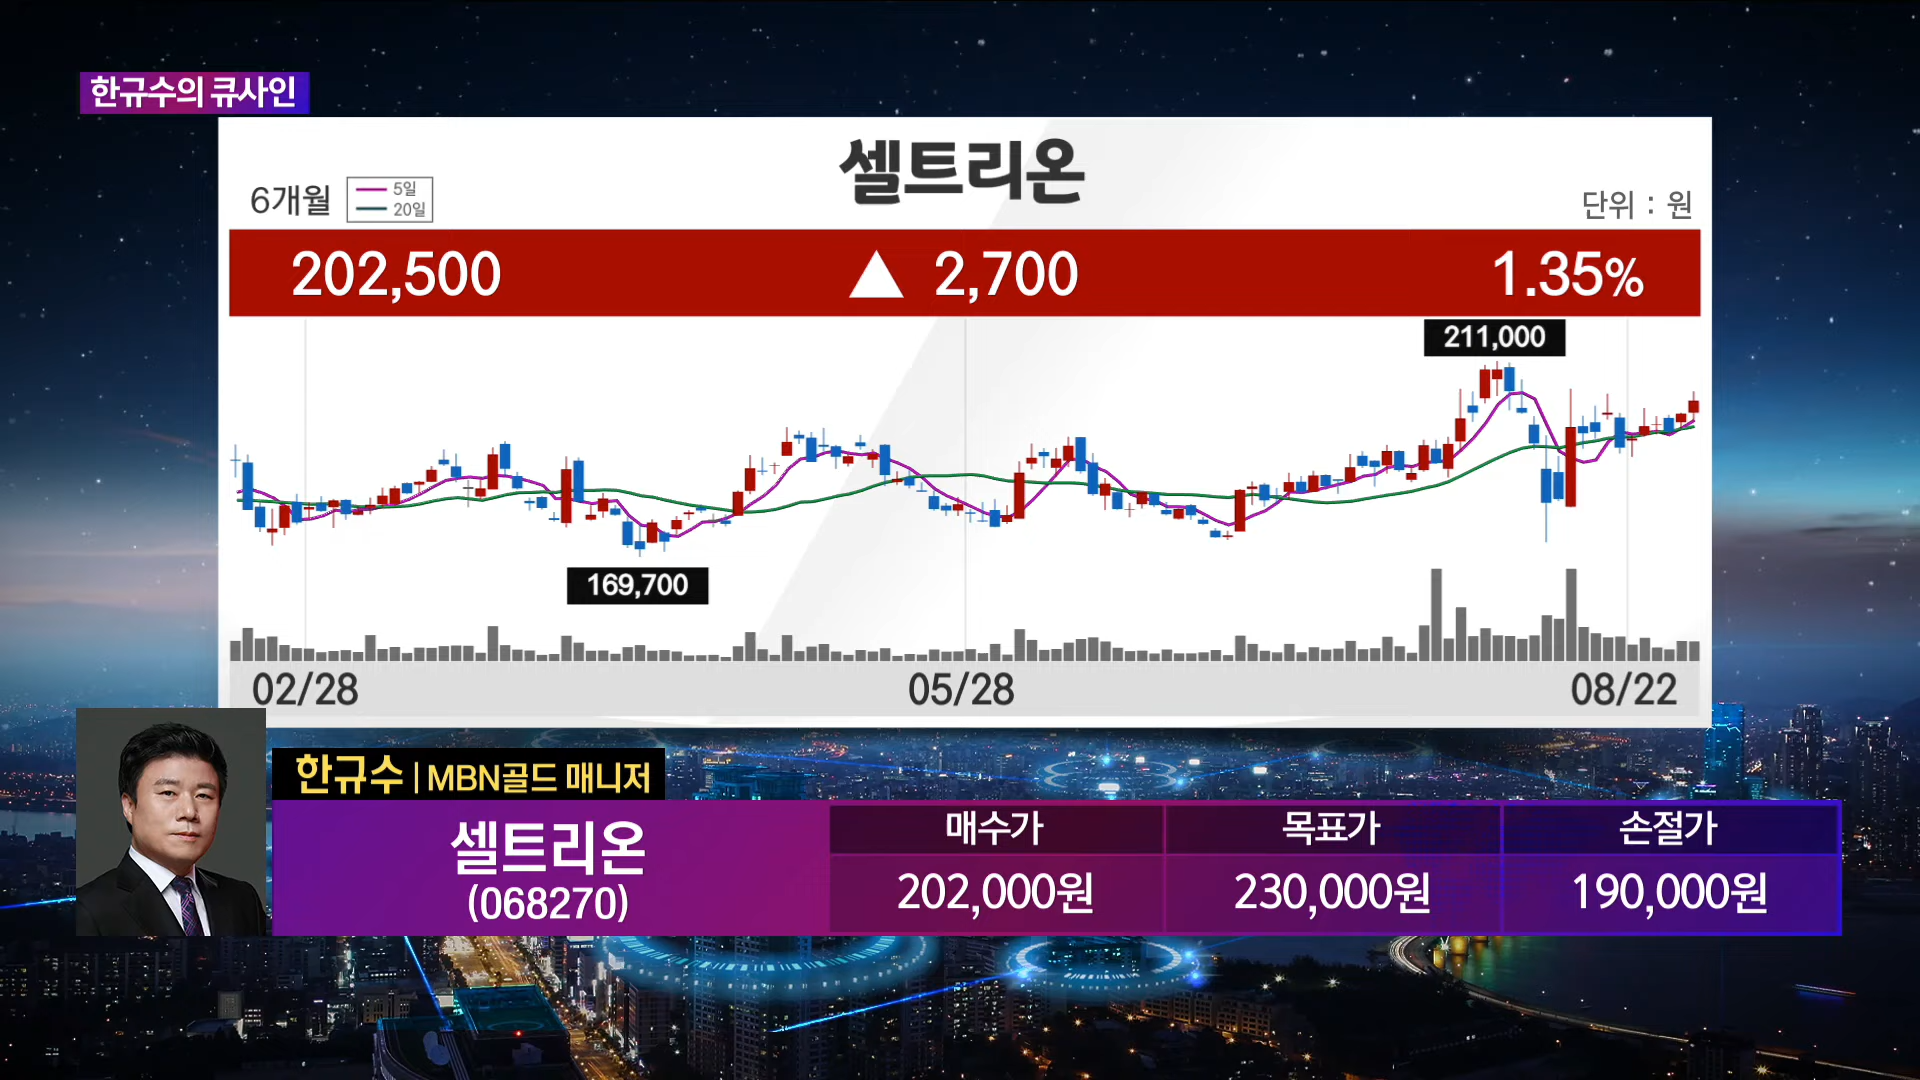 한규수의 큐사인
셀트리온
6개월
5일
20일
단위 : 원
202,500 ▲ 2,700 1.35%
211,000
169,700
02/28 05/28 08/22
한규수 | MBN골드 매니저
셀트리온
(068270)
매수가 목표가 손절가
202,000원 230,000원 190,000원